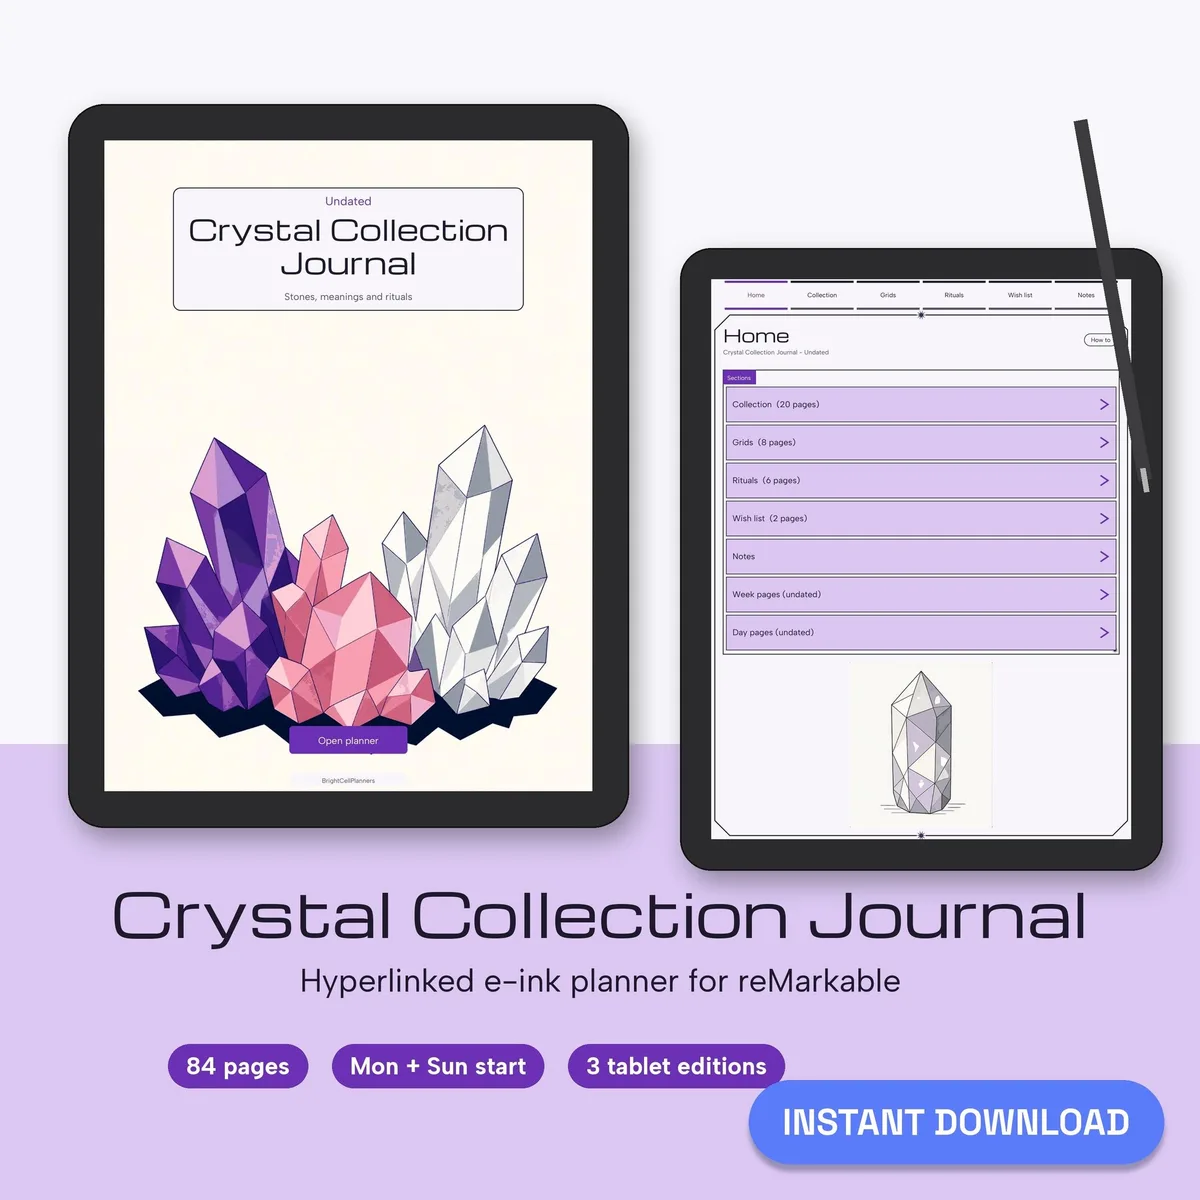 Undated
Crystal Collection
Journal
Stones, meanings and rituals
Open planner
BrightCellPlanners
Home
Collection
Grids
Rituals
Wish list
Notes
Home
How to
Crystal Collection Journal - Undated
Sections
Collection (20 pages)
Grids (8 pages)
Rituals (6 pages)
Wish list (2 pages)
Notes
Week pages (undated)
Day pages (undated)
Crystal Collection Journal
Hyperlinked e-ink planner for reMarkable
84 pages
Mon + Sun start
3 tablet editions
INSTANT DOWNLOAD